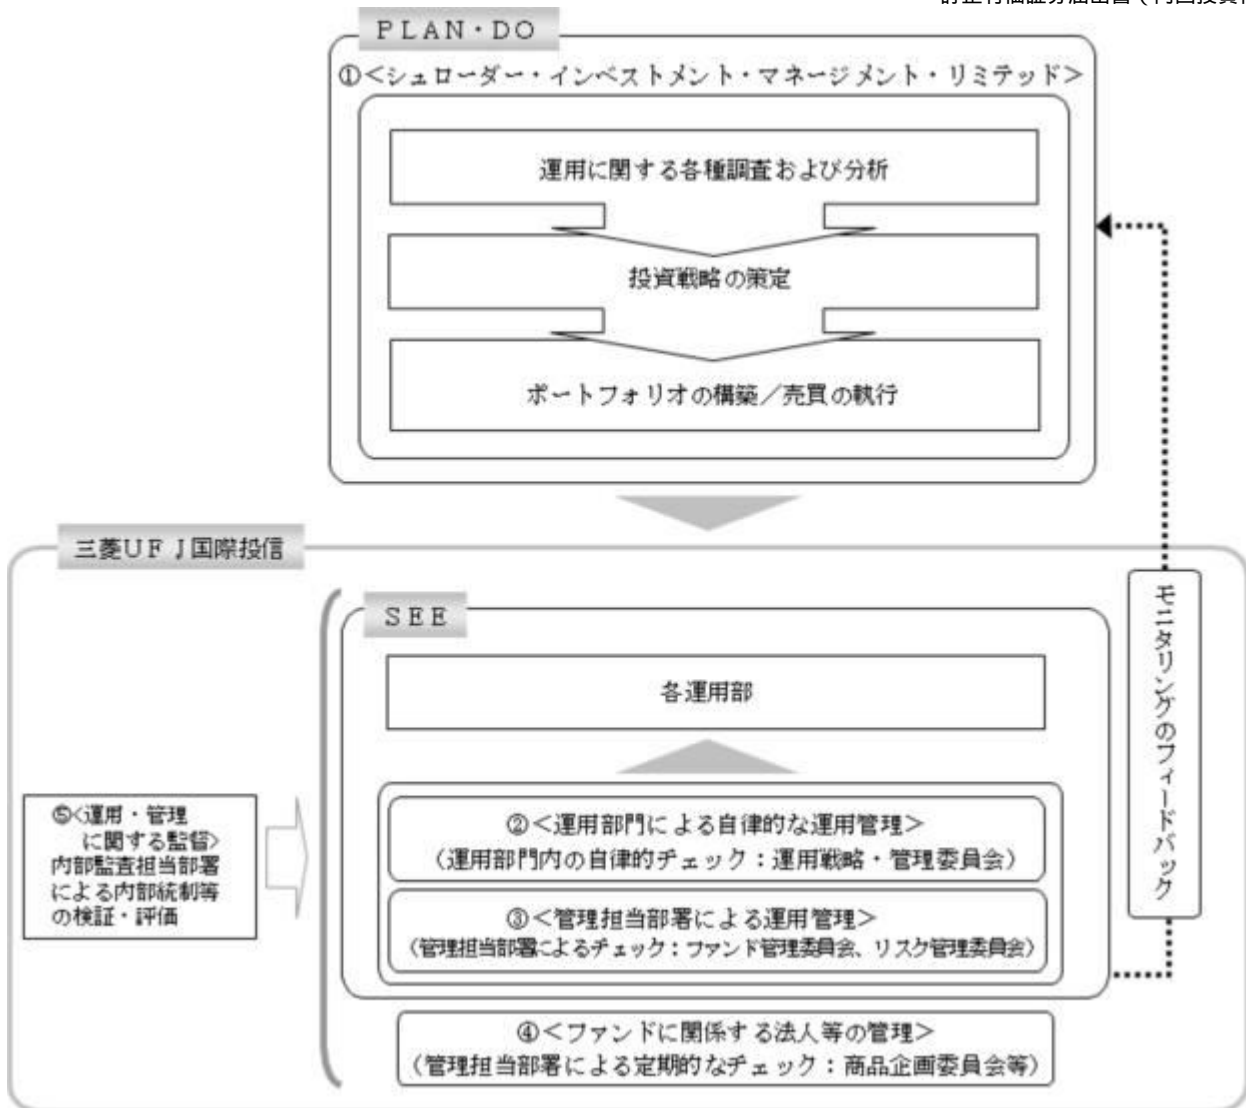 PLAN・DO
①＜シュローダー・インベストメント・マネージメント・リミテッド＞
運用に関する各種調査および分析
投資戦略の策定
ポートフォリオの構築／売買の執行
三菱UFJ国際投信
SEE
各運用部
②＜運用部門による自律的な運用管理＞
（運用部門内の自律的チェック：運用戦略・管理委員会）
③＜管理担当部署による運用管理＞
（管理担当部署によるチェック：ファンド管理委員会、リスク管理委員会）
④＜ファンドに関係する法人等の管理＞
（管理担当部署による定期的なチェック：商品企画委員会等）
⑤＜運用・管理
に関する監督＞
内部監査担当部署
による内部統制等
の検証・評価
モニタリングのフィードバック